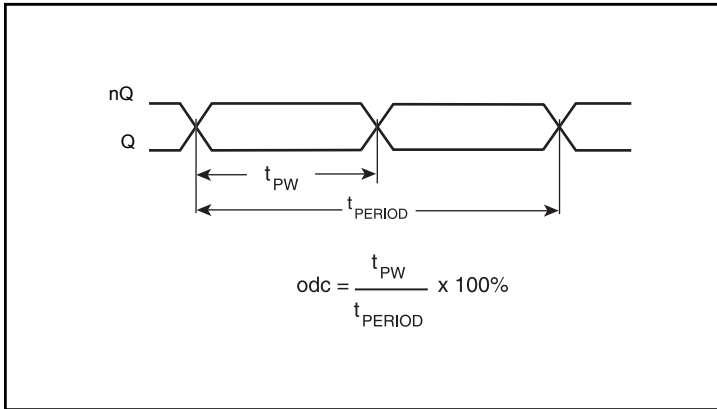 nQ
Q
tPW
tPERIOD
odc = tPW / tPERIOD x 100%